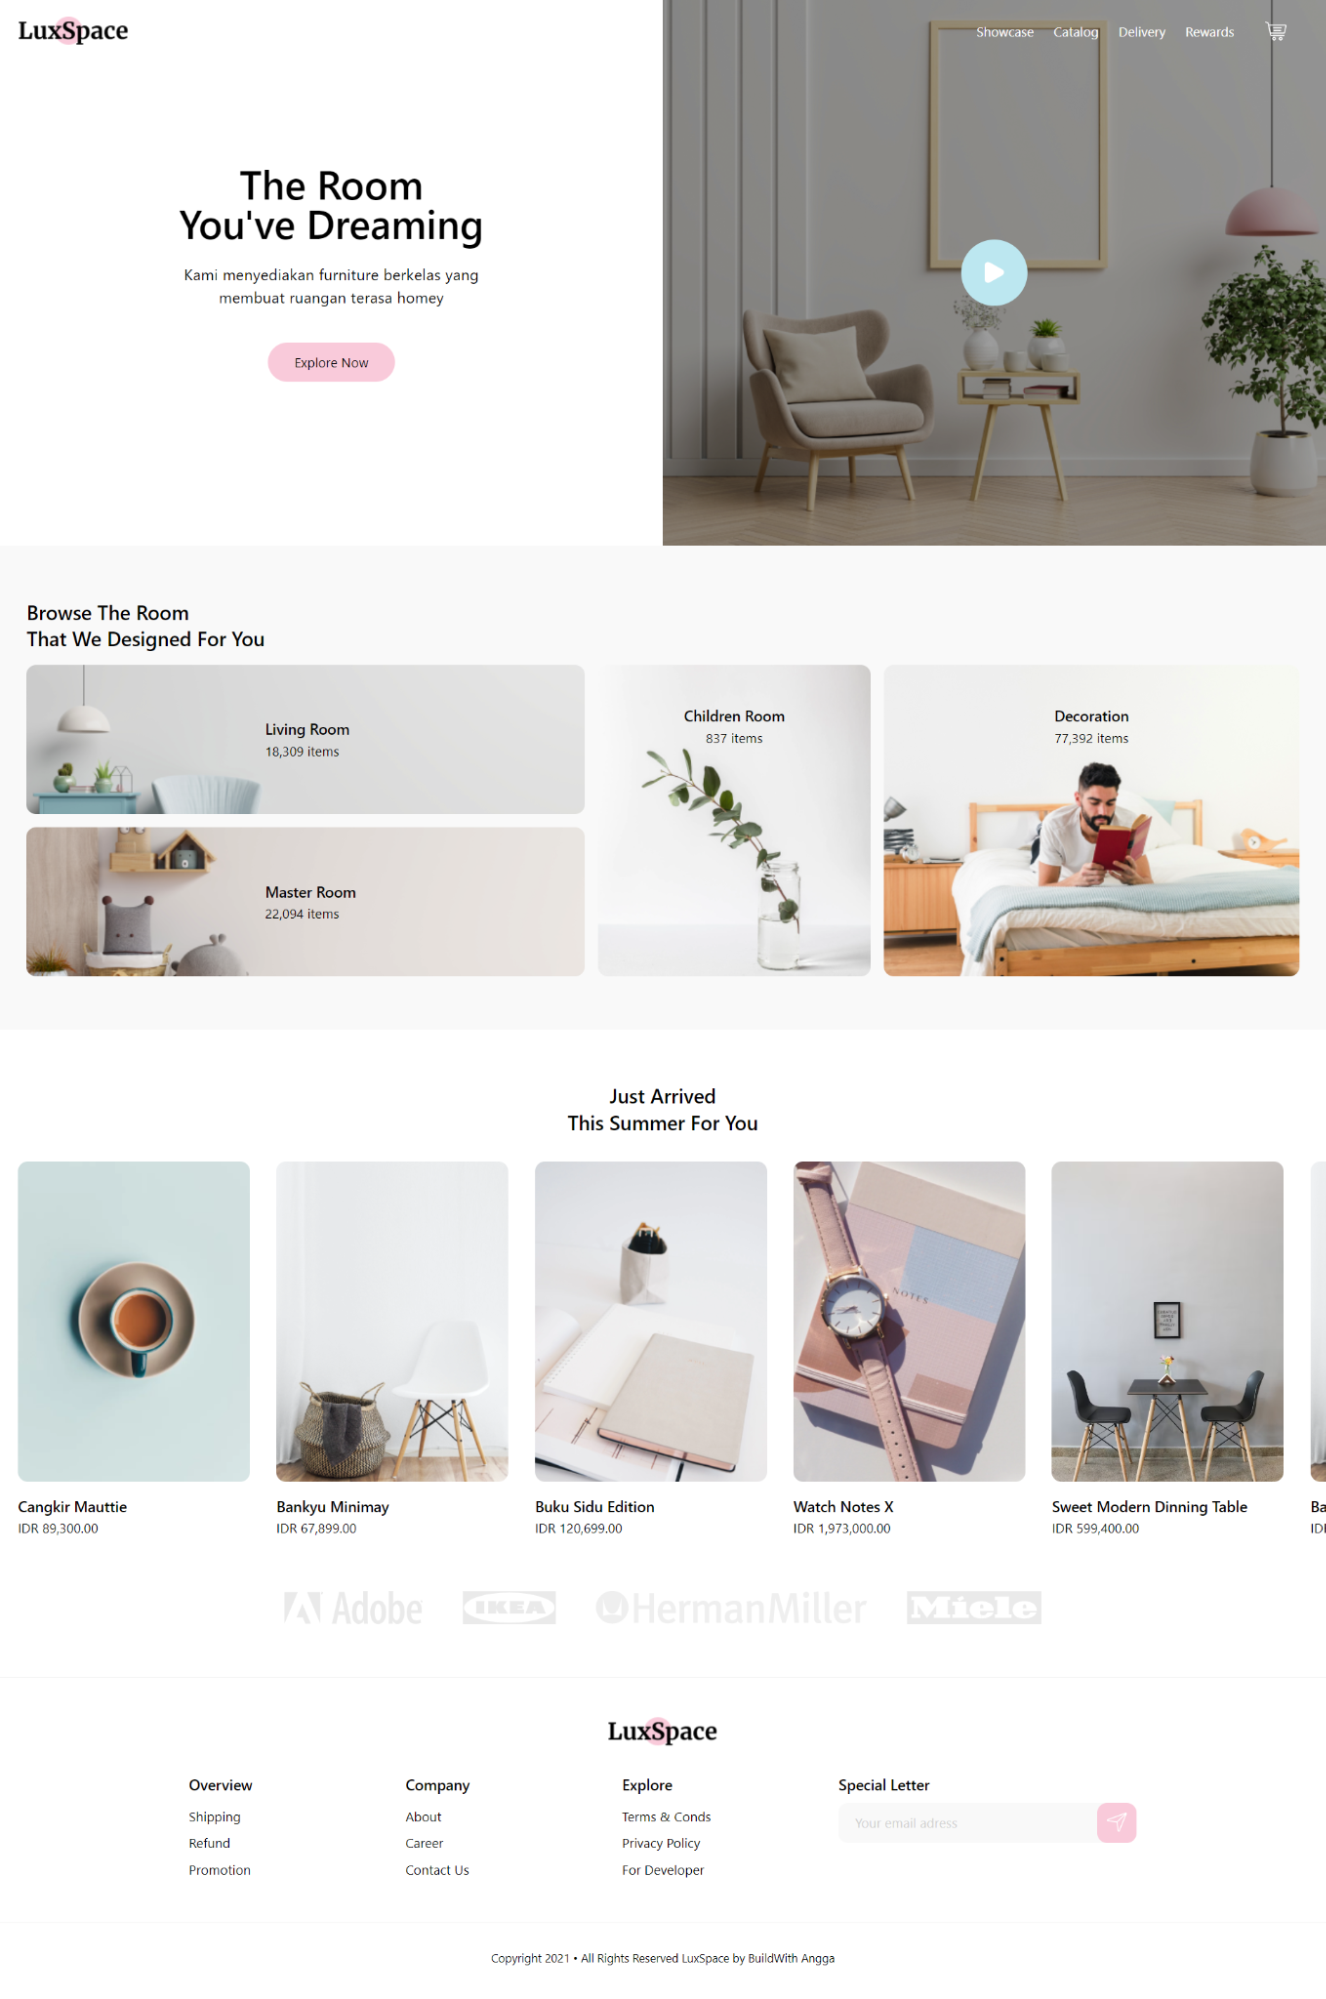 LuxSpace
Showcase Catalog Delivery Rewards
The Room
You've Dreaming
Kami menyediakan furniture berkelas yang
membuat ruangan terasa homey
Explore Now
Browse The Room
That We Designed For You
Living Room
18,309 items
Children Room
837 items
Decoration
77,392 items
Master Room
22,094 items
Just Arrived
This Summer For You
NOTES
Cangkir Mauttie
IDR 89,300.00
Bankyu Minimay
IDR 67,899.00
Buku Sidu Edition
IDR 120,699.00
Watch Notes X
IDR 1,973,000.00
Sweet Modern Dinning Table
IDR 599,400.00
Adobe
IKEA
HermanMiller
Miele
LuxSpace
Overview
Shipping
Refund
Promotion
Company
About
Career
Contact Us
Explore
Terms & Conds
Privacy Policy
For Developer
Special Letter
Your email adress
Copyright 2021 • All Rights Reserved LuxSpace by BuildWith Angga